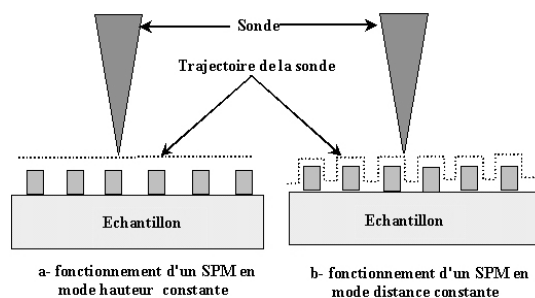 Sonde
Trajectoire de la sonde
Echantillon
Echantillon
a- fonctionnement d'un SPM en
mode hauteur constante
b- fonctionnement d'un SPM en
mode distance constante